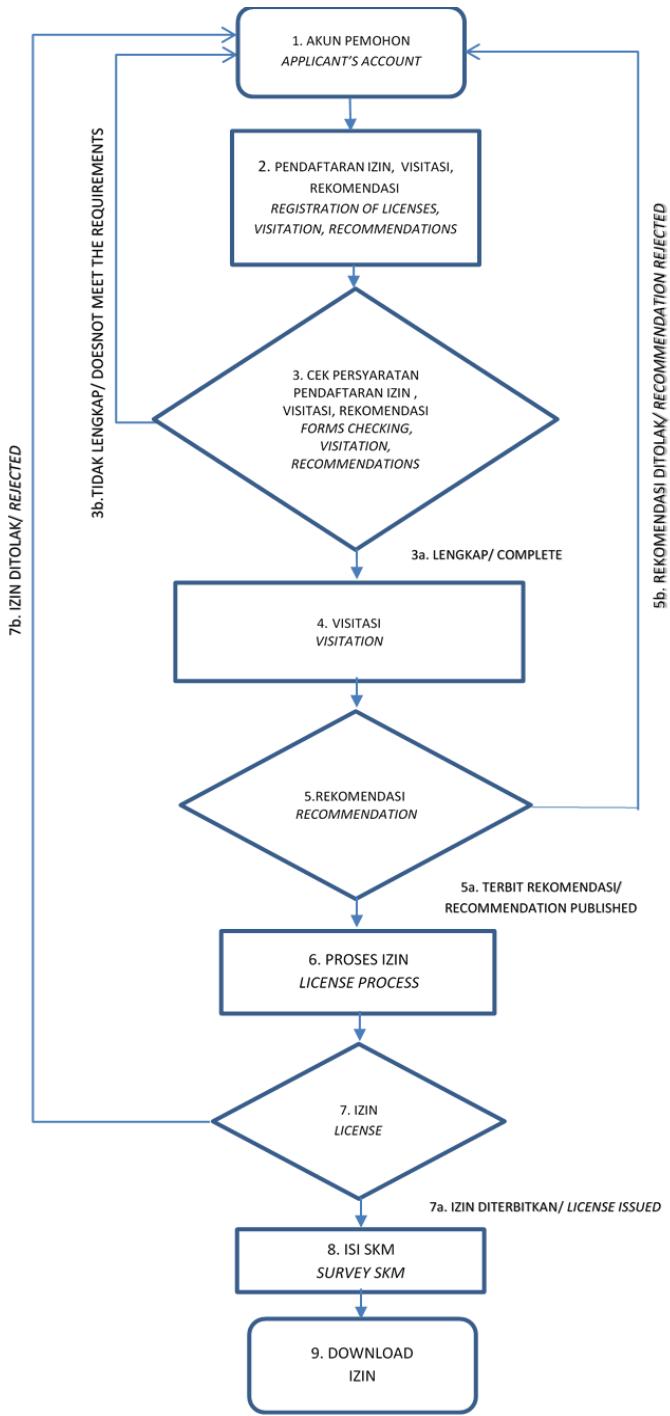 1. AKUN PEMOHON
APPLICANT'S ACCOUNT
2. PENDAFTARAN IZIN, VISITASI,
REKOMENDASI
REGISTRATION OF LICENSES,
VISITATION, RECOMMENDATIONS
3b.TIDAK LENGKAP/ DOESNOT MEET THE REQUIREMENTS
3. CEK PERSYARATAN
PENDAFTARAN IZIN ,
VISITASI, REKOMENDASI
FORMS CHECKING,
VISITATION,
RECOMMENDATIONS
5b. REKOMENDASI DITOLAK/ RECOMMENDATION REJECTED
7b. IZIN DITOLAK/ REJECTED
3a. LENGKAP/ COMPLETE
4. VISITASI
VISITATION
5.REKOMENDASI
RECOMMENDATION
5a. TERBIT REKOMENDASI/
RECOMMENDATION PUBLISHED
6. PROSES IZIN
LICENSE PROCESS
7. IZIN
LICENSE
7a. IZIN DITERBITKAN/ LICENSE ISSUED
8. ISI SKM
SURVEY SKM
9. DOWNLOAD
IZIN